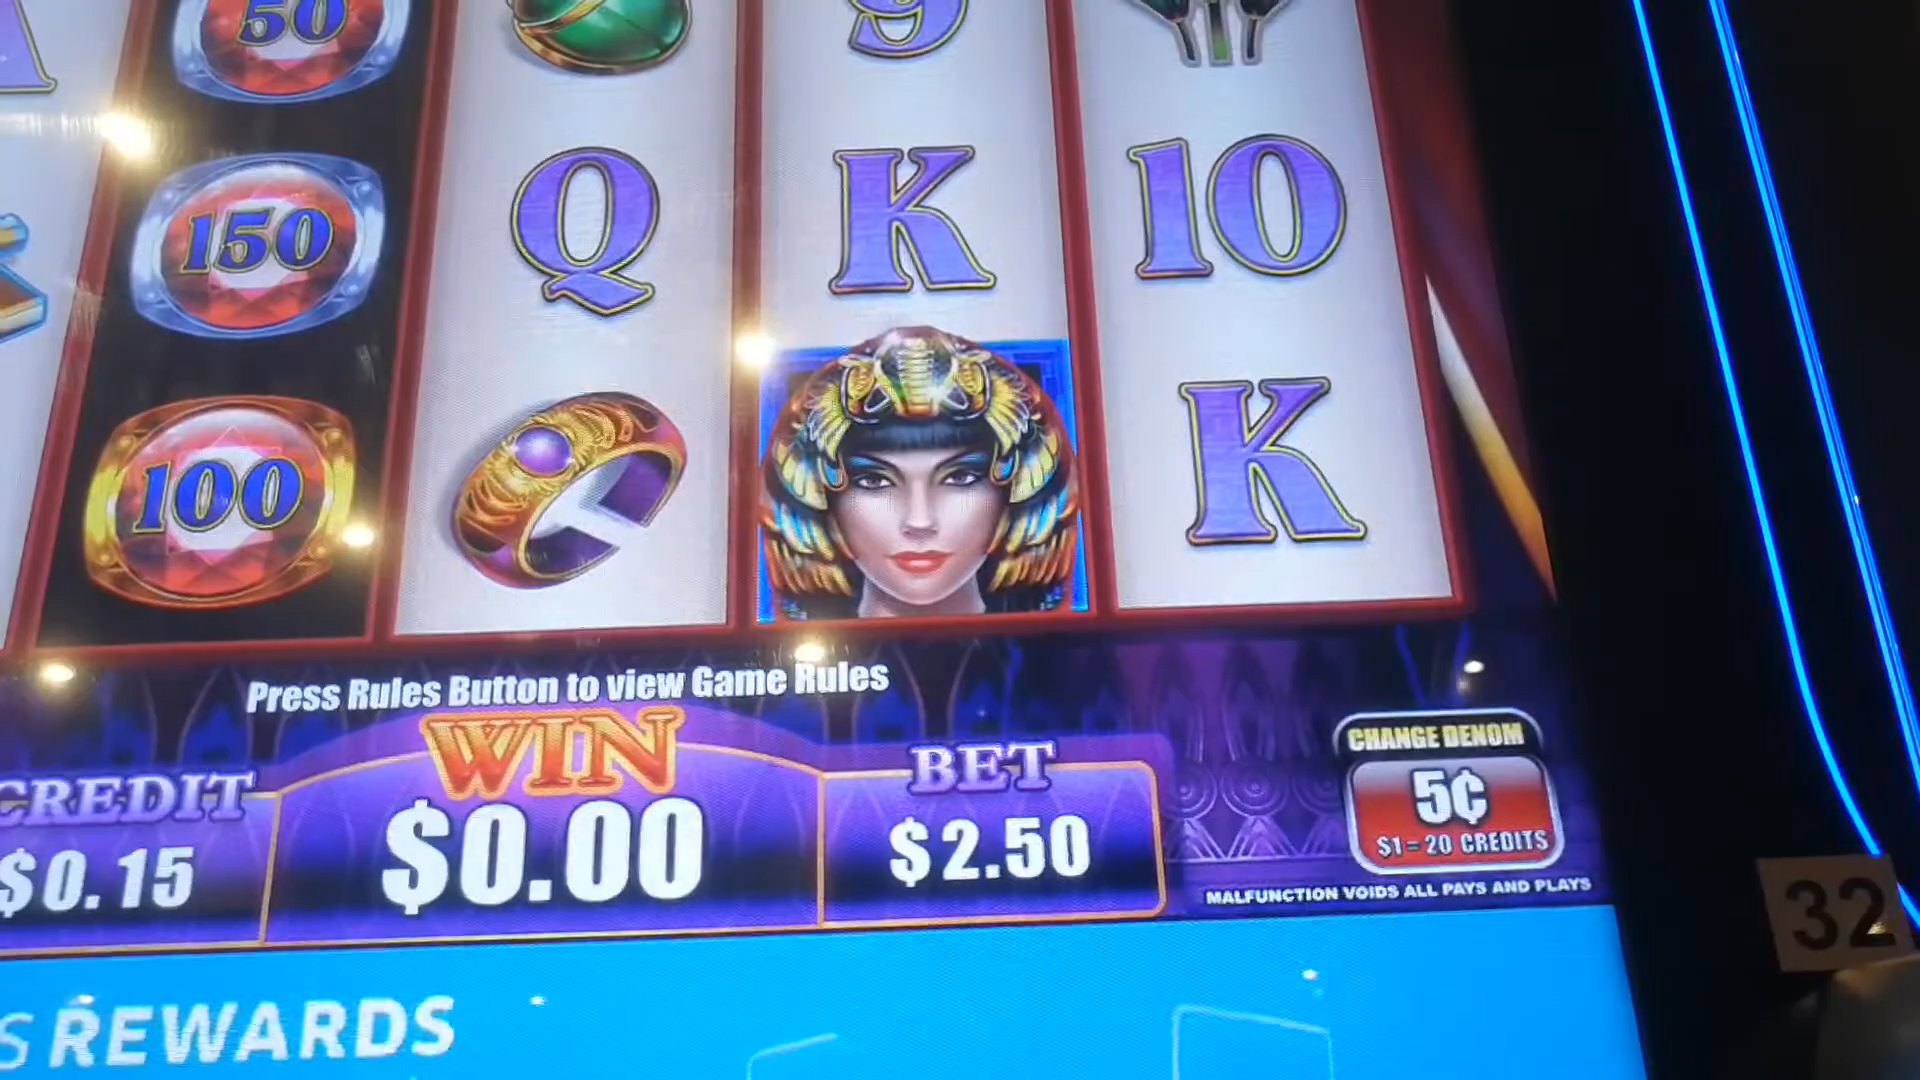 50
9
150
Q
K
10
100
K
Press Rules Button to view Game Rules
CREDIT
$0.15
WIN
$0.00
BET
$2.50
CHANGE DENOM
5¢
$1=20 CREDITS
MALFUNCTION VOIDS ALL PAYS AND PLAYS
32
REWARDS